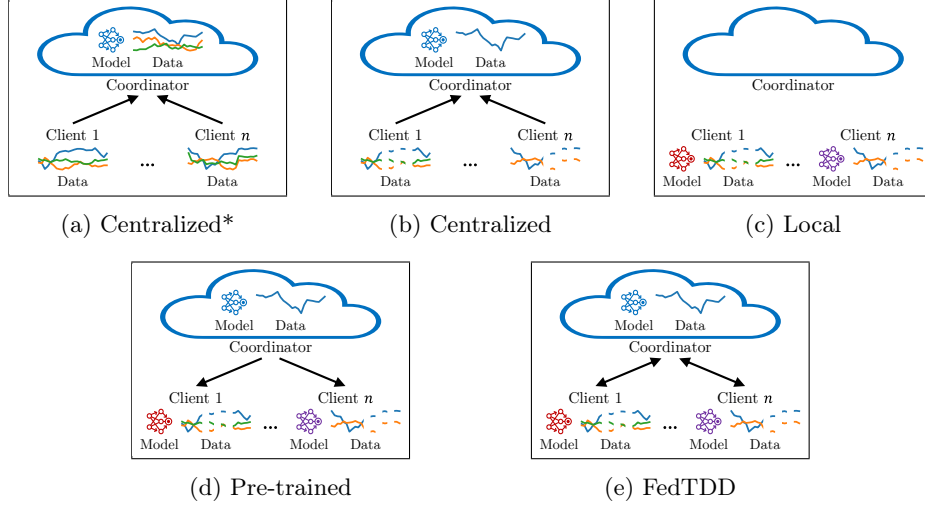 Model Data
Coordinator
Client 1 Client n
Data ... Data
(a) Centralized*
Model Data
Coordinator
Client 1 Client n
Data ... Data
(b) Centralized
Coordinator
Client 1 Client n
Model Data ... Model Data
(c) Local
Model Data
Coordinator
Client 1 Client n
Model Data ... Model Data
(d) Pre-trained
Model Data
Coordinator
Client 1 Client n
Model Data ... Model Data
(e) FedTDD